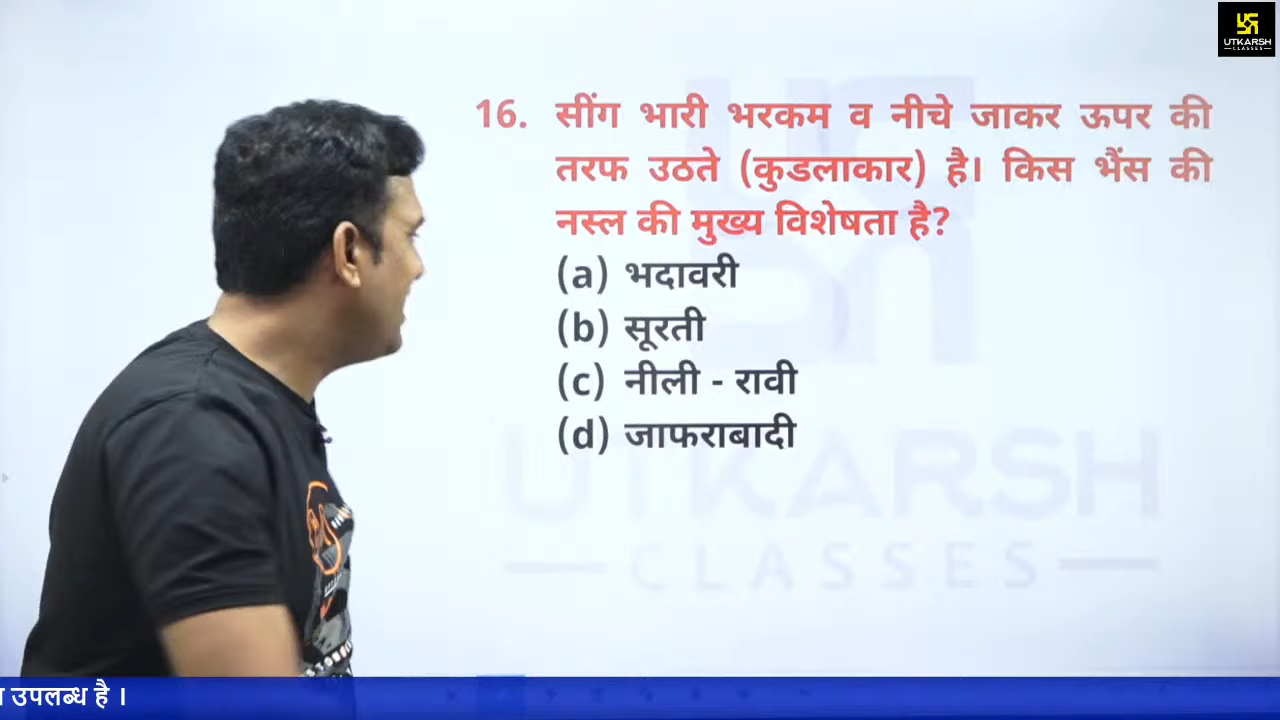 UTKARSH
CLASSES
16. सींग भारी भरकम व नीचे जाकर ऊपर की
तरफ उठते (कुडलाकार) है। किस भैंस की
नस्ल की मुख्य विशेषता है?
(a) भदावरी
(b) सूरती
(c) नीली - रावी
(d) जाफराबादी
UTKARSH
CLASSES
उपलब्ध है ।